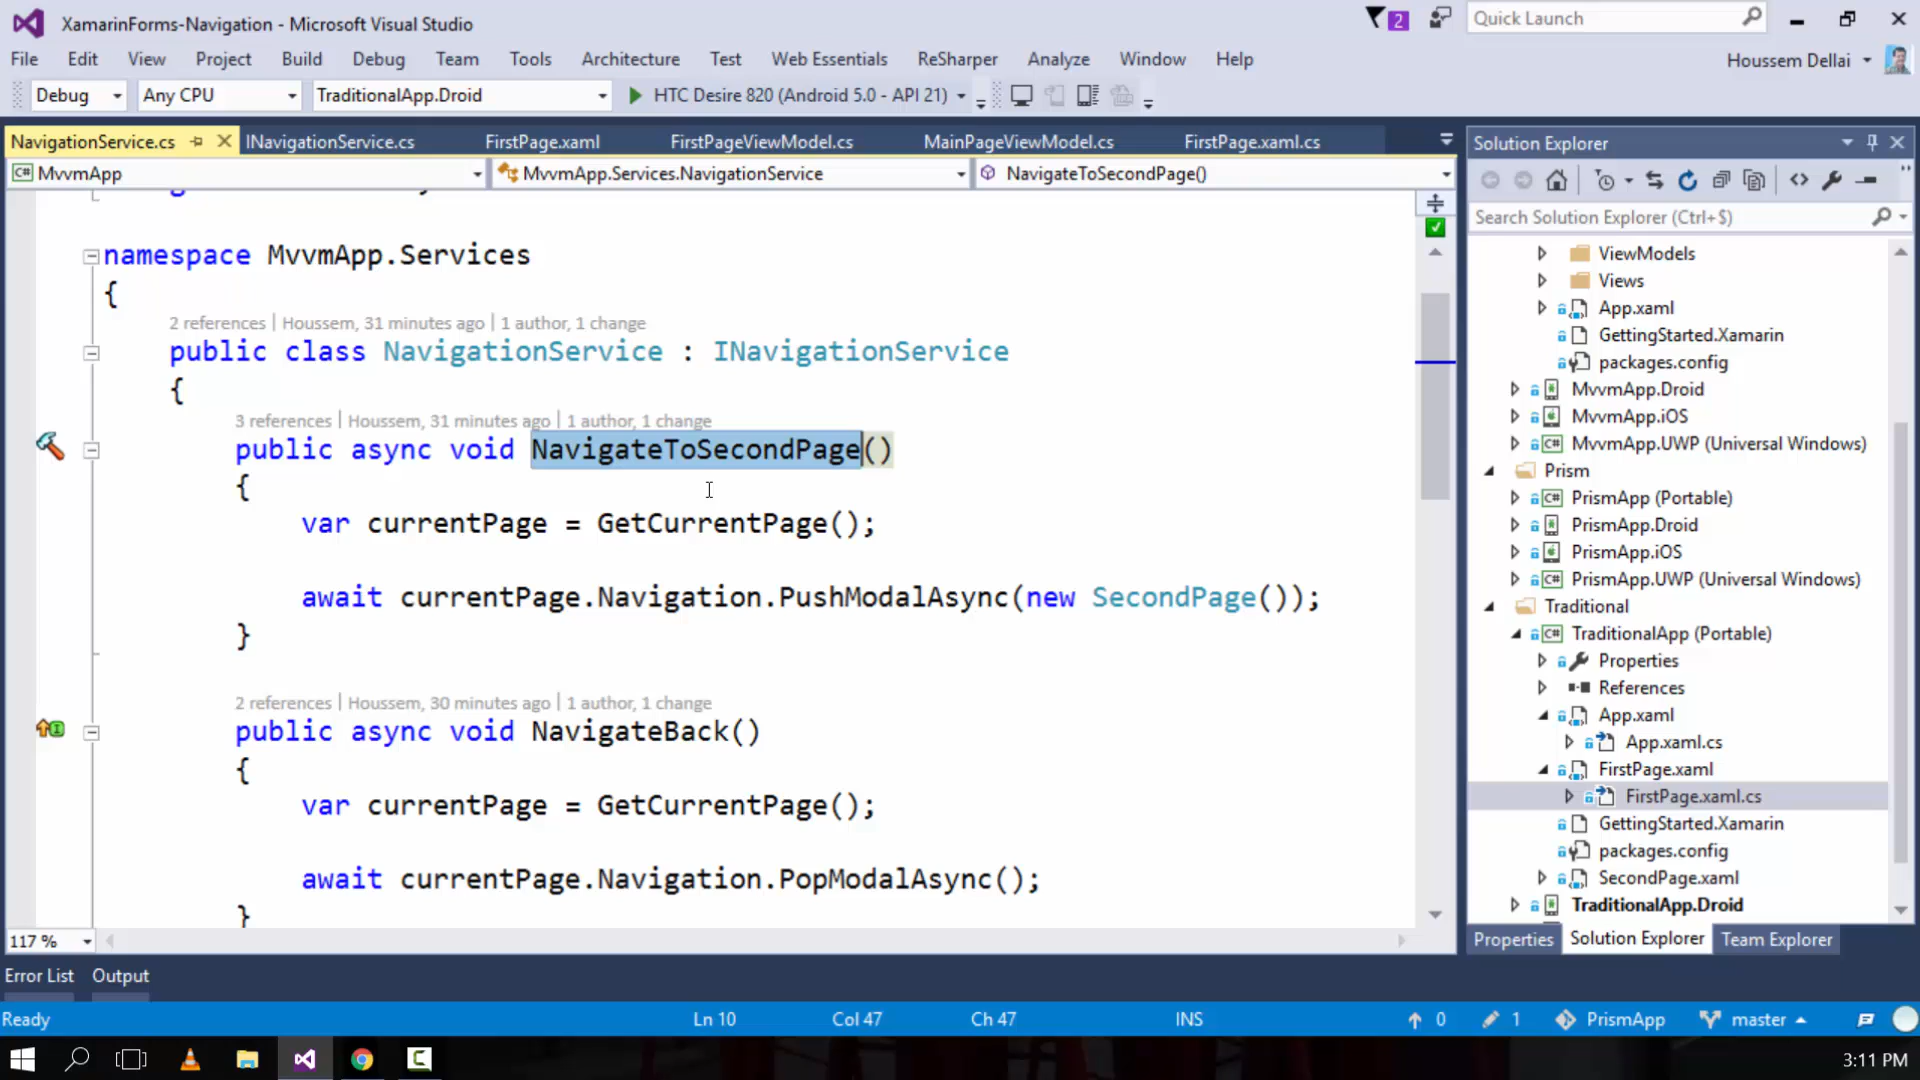 XamarinForms-Navigation - Microsoft Visual Studio
2
Quick Launch
File Edit View Project Build Debug Team Tools Architecture Test Web Essentials ReSharper Analyze Window Help
Houssem Dellai
Debug Any CPU TraditionalApp.Droid HTC Desire 820 (Android 5.0 - API 21)
NavigationService.cs INavigationService.cs FirstPage.xaml FirstPageViewModel.cs MainPageViewModel.cs FirstPage.xaml.cs
MvvmApp MvvmApp.Services.NavigationService NavigateToSecondPage()
namespace MvvmApp.Services
{
2 references | Houssem, 31 minutes ago | 1 author, 1 change
public class NavigationService : INavigationService
{
3 references | Houssem, 31 minutes ago | 1 author, 1 change
public async void NavigateToSecondPage()
{
var currentPage = GetCurrentPage();
await currentPage.Navigation.PushModalAsync(new SecondPage());
}
2 references | Houssem, 30 minutes ago | 1 author, 1 change
public async void NavigateBack()
{
var currentPage = GetCurrentPage();
await currentPage.Navigation.PopModalAsync();
}
117 %
Solution Explorer
Search Solution Explorer (Ctrl+$)
ViewModels
Views
App.xaml
GettingStarted.Xamarin
packages.config
MvvmApp.Droid
MvvmApp.iOS
MvvmApp.UWP (Universal Windows)
Prism
PrismApp (Portable)
PrismApp.Droid
PrismApp.iOS
PrismApp.UWP (Universal Windows)
Traditional
TraditionalApp (Portable)
Properties
References
App.xaml
App.xaml.cs
FirstPage.xaml
FirstPage.xaml.cs
GettingStarted.Xamarin
packages.config
SecondPage.xaml
TraditionalApp.Droid
Properties Solution Explorer Team Explorer
Error List Output
Ready Ln 10 Col 47 Ch 47 INS 0 1 PrismApp master
3:11 PM